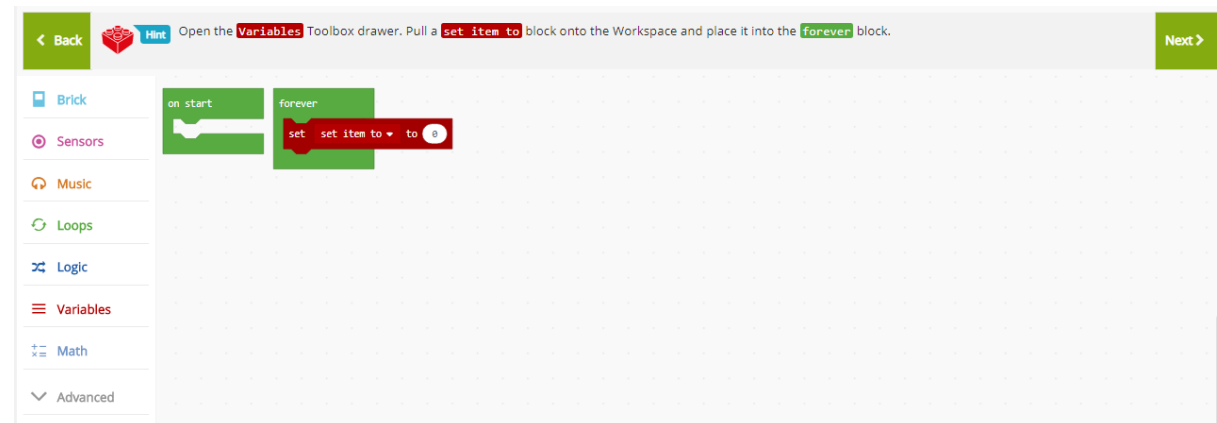 Back
Hint
Open the Variables Toolbox drawer. Pull a set item to block onto the Workspace and place it into the forever block.
Next
Brick
Sensors
Music
Loops
Logic
Variables
Math
Advanced
on start
forever
set set item to to 0